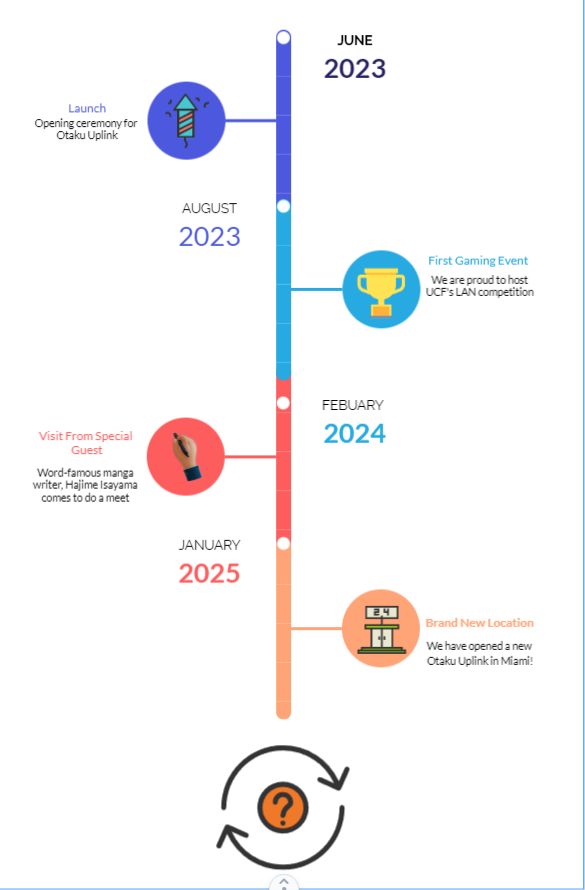 JUNE
2023
Launch
Opening ceremony for
Otaku Uplink
AUGUST
2023
First Gaming Event
We are proud to host
UCF's LAN competition
FEBUARY
2024
Visit From Special
Guest
Word-famous manga
writer, Hajime Isayama
comes to do a meet
JANUARY
2025
24
Brand New Location
We have opened a new
Otaku Uplink in Miami!
?